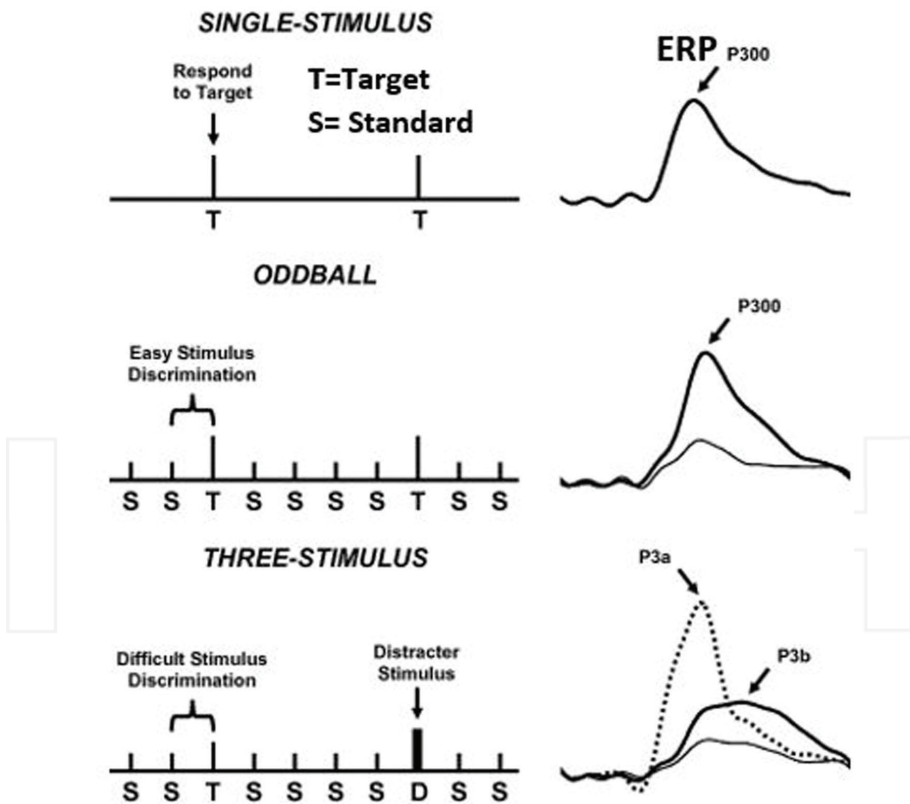 SINGLE-STIMULUS
Respond
to Target
T=Target
S= Standard
T T
ERP P300
ODDBALL
Easy Stimulus
Discrimination
S S T S S S S T S S
P300
THREE-STIMULUS
Difficult Stimulus
Discrimination
Distracter
Stimulus
S S T S S S S D S S
P3a
P3b